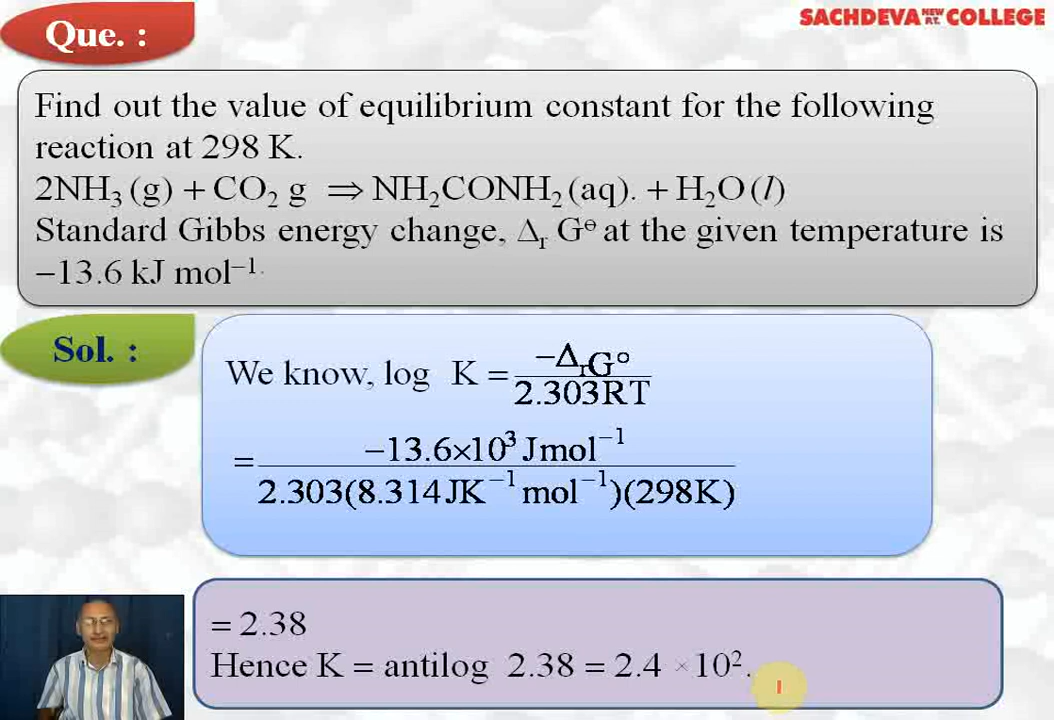 SACHDEVA NEW P.T. COLLEGE
Que. :
Find out the value of equilibrium constant for the following
reaction at 298 K.
2NH₃ (g) + CO₂ g ⇒ NH₂CONH₂ (aq). + H₂O (l)
Standard Gibbs energy change, Δᵣ G⊖ at the given temperature is
−13.6 kJ mol⁻¹.
Sol. :
We know, log K = −ΔᵣG° / 2.303RT
= −13.6×10³ Jmol⁻¹ / 2.303(8.314JK⁻¹ mol⁻¹)(298K)
= 2.38
Hence K = antilog 2.38 = 2.4 × 10².